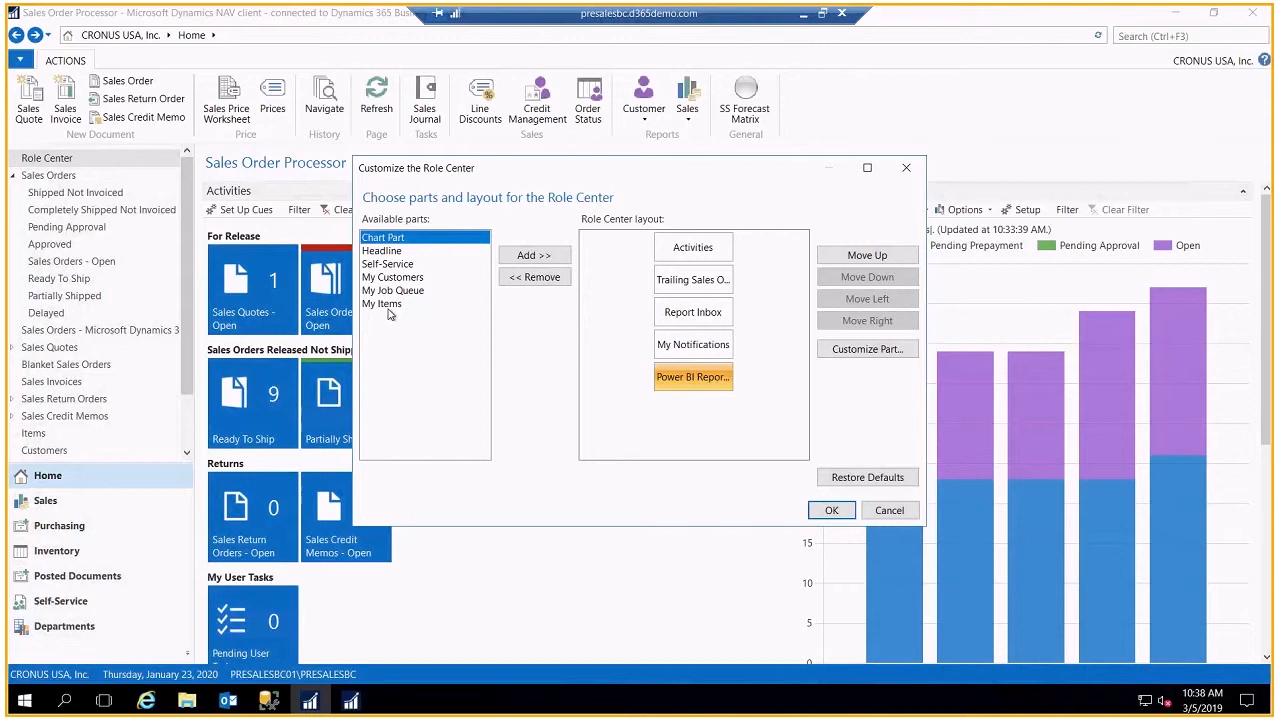 Sales Order Processor - Microsoft Dynamics NAV client - connected to Dynamics 365 Bus
presalesbc.d365demo.com
CRONUS USA, Inc.
Home
Search (Ctrl+F3)
ACTIONS
CRONUS USA, Inc.
Sales Quote
Sales Invoice
Sales Order
Sales Return Order
Sales Credit Memo
New Document
Sales Price Worksheet
Prices
Price
Navigate
History
Refresh
Page
Sales Journal
Tasks
Line Discounts
Credit Management
Order Status
Sales
Customer
Sales
Reports
SS Forecast Matrix
General
Role Center
Sales Orders
Shipped Not Invoiced
Completely Shipped Not Invoiced
Pending Approval
Approved
Sales Orders - Open
Ready To Ship
Partially Shipped
Delayed
Sales Orders - Microsoft Dynamics 3
Sales Quotes
Blanket Sales Orders
Sales Invoices
Sales Return Orders
Sales Credit Memos
Items
Customers
Home
Sales
Purchasing
Inventory
Posted Documents
Self-Service
Departments
Sales Order Processor
Activities
Set Up Cues
Filter
Clea
For Release
1
Sales Quotes - Open
Sales Orde
Open
Sales Orders Released Not Shipp
9
Ready To Ship
Partially Sh
Returns
0
Sales Return Orders - Open
0
Sales Credit Memos - Open
My User Tasks
0
Pending User
Customize the Role Center
Choose parts and layout for the Role Center
Available parts:
Chart Part
Headline
Self-Service
My Customers
My Job Queue
My Items
Add >>
<< Remove
Role Center layout:
Activities
Trailing Sales O...
Report Inbox
My Notifications
Power BI Repor...
Move Up
Move Down
Move Left
Move Right
Customize Part...
Restore Defaults
OK
Cancel
Options
Setup
Filter
Clear Filter
s|. (Updated at 10:33:39 AM.)
Pending Prepayment
Pending Approval
Open
15
10
5
0
CRONUS USA, Inc.
Thursday, January 23, 2020
PRESALESBC01\PRESALESBC
10:38 AM
3/5/2019